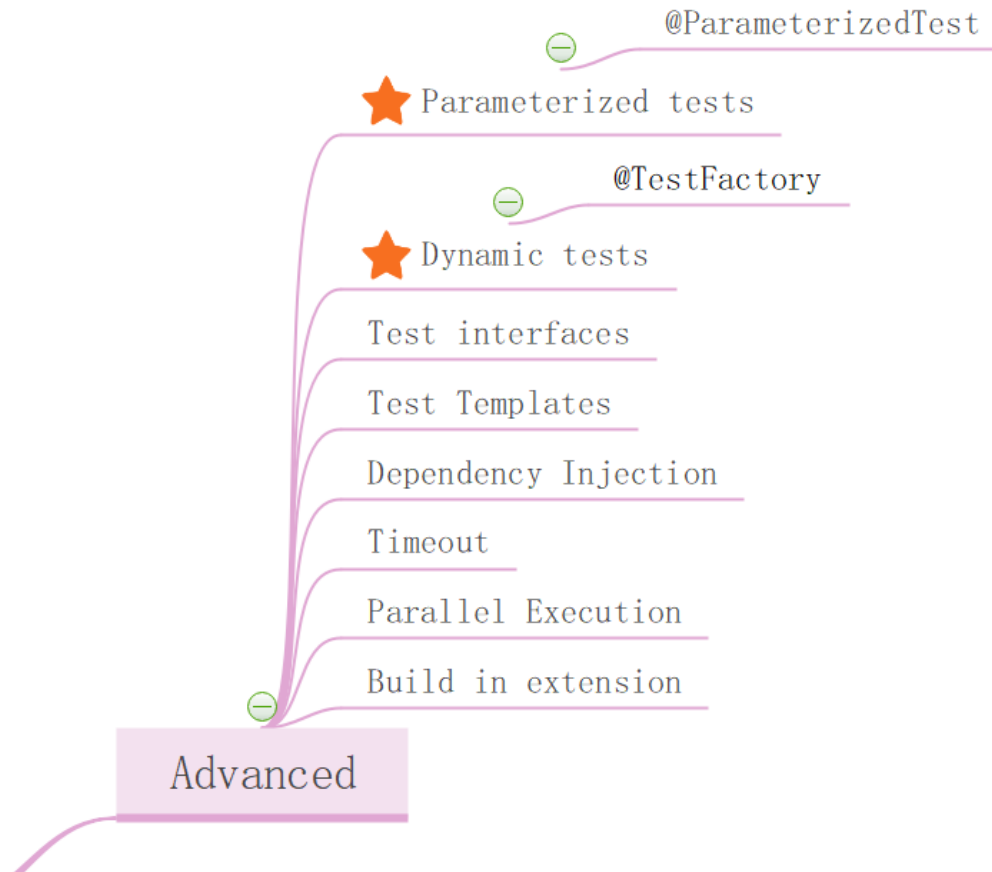 @ParameterizedTest
Parameterized tests
@TestFactory
Dynamic tests
Test interfaces
Test Templates
Dependency Injection
Timeout
Parallel Execution
Build in extension
Advanced